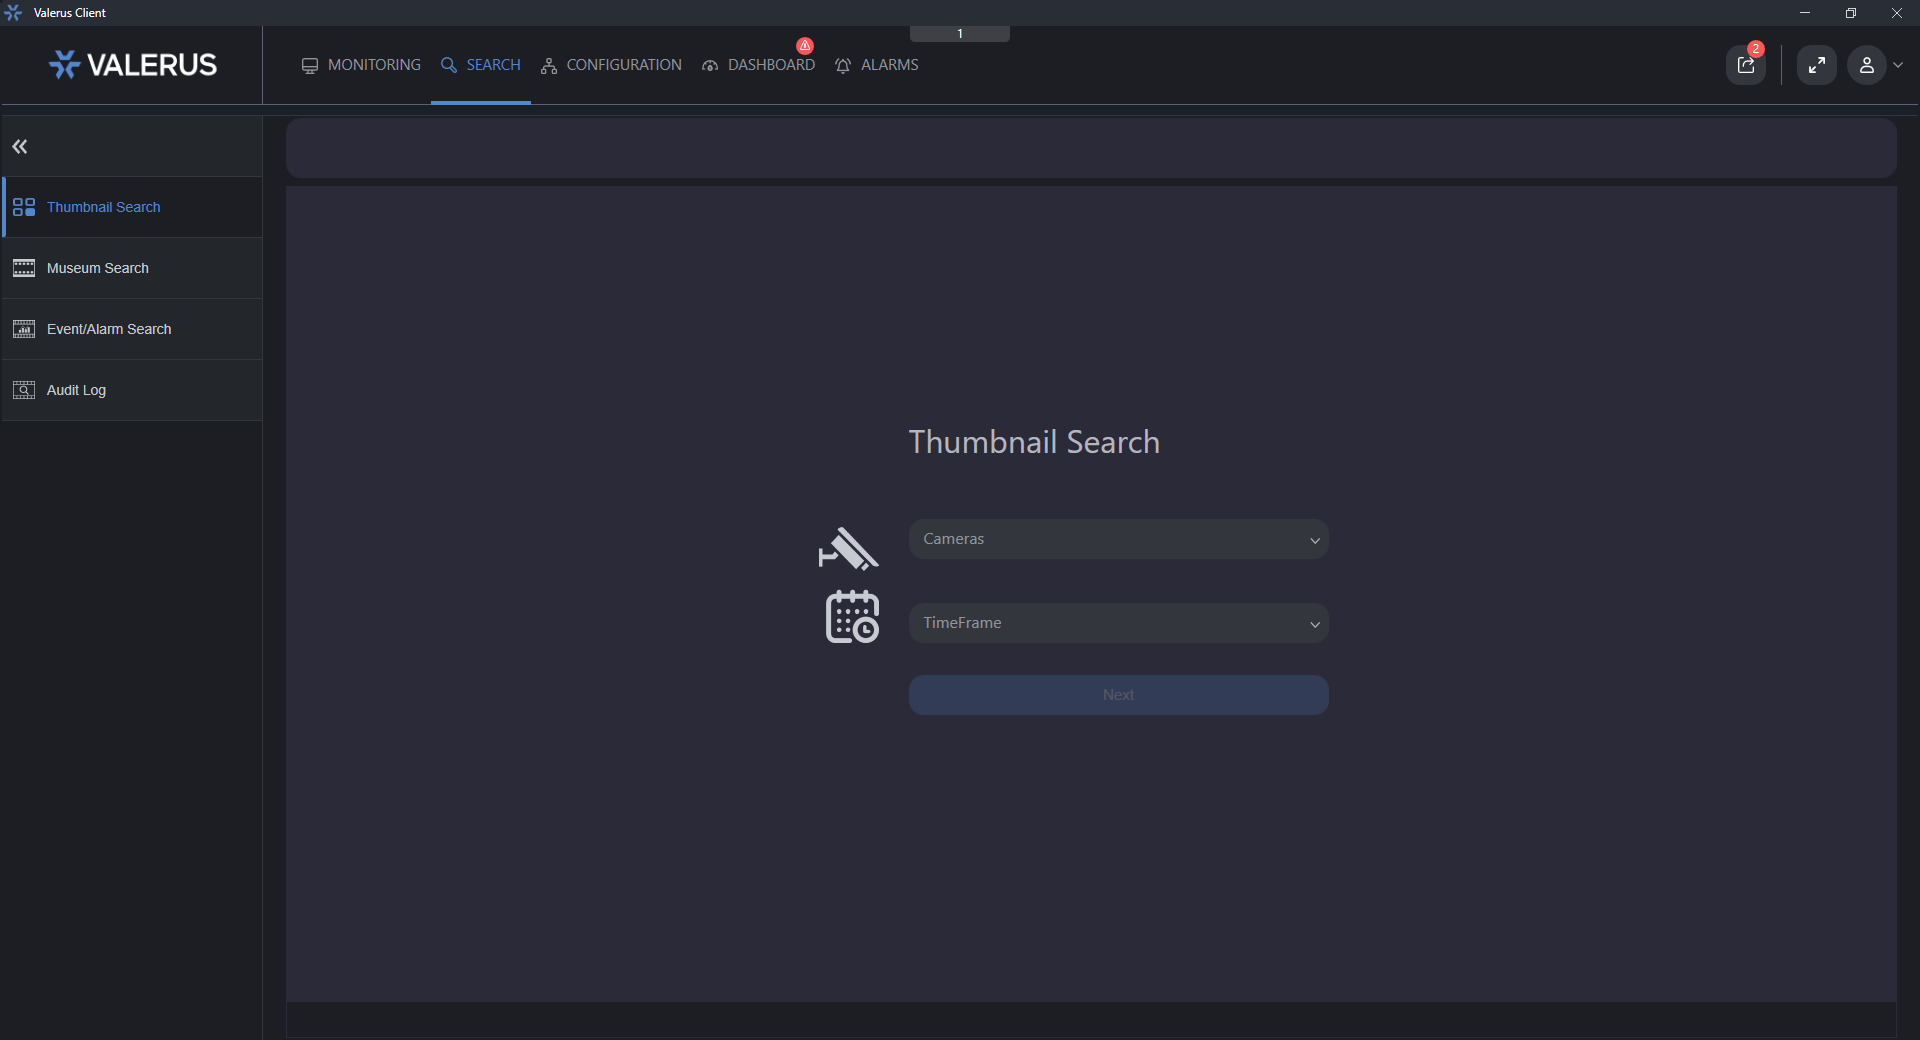 Valerus Client
1
VALERUS
MONITORING
SEARCH
CONFIGURATION
DASHBOARD
ALARMS
2
Thumbnail Search
Museum Search
Event/Alarm Search
Audit Log
Thumbnail Search
Cameras
TimeFrame
Next